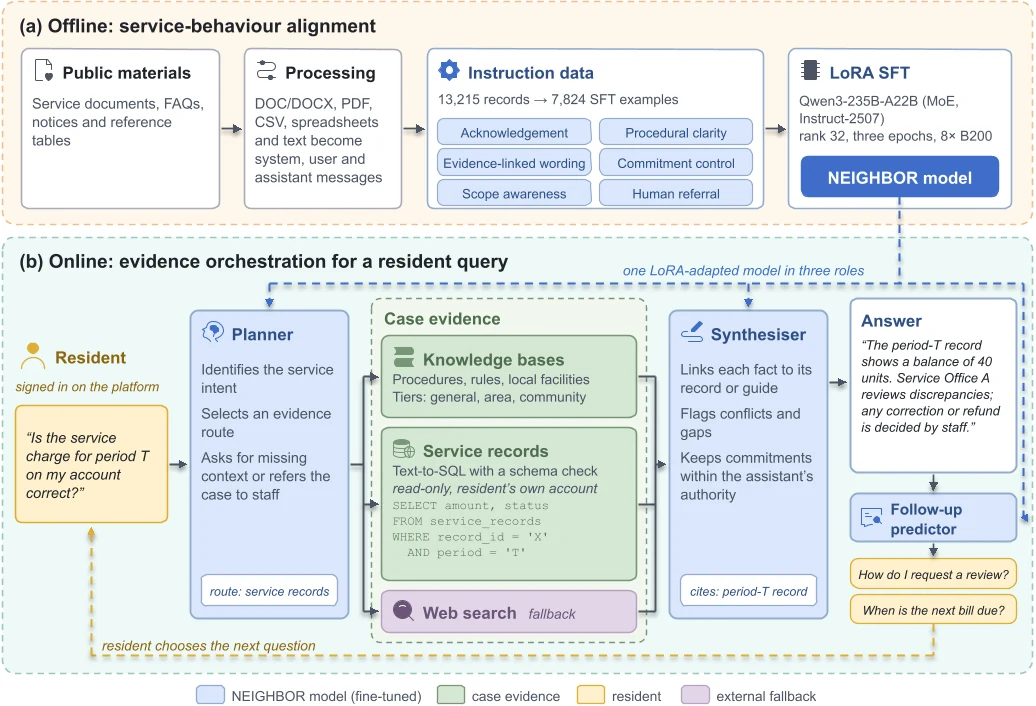 (a) Offline: service-behaviour alignment
Public materials
Service documents, FAQs,
notices and reference
tables
Processing
DOC/DOCX, PDF,
CSV, spreadsheets
and text become
system, user and
assistant messages
Instruction data
13,215 records → 7,824 SFT examples
Acknowledgement
Procedural clarity
Evidence-linked wording
Commitment control
Scope awareness
Human referral
LoRA SFT
Qwen3-235B-A22B (MoE,
Instruct-2507)
rank 32, three epochs, 8× B200
NEIGHBOR model
(b) Online: evidence orchestration for a resident query
one LoRA-adapted model in three roles
Resident
signed in on the platform
“Is the service
charge for period T
on my account
correct?”
Planner
Identifies the service
intent
Selects an evidence
route
Asks for missing
context or refers the
case to staff
route: service records
Case evidence
Knowledge bases
Procedures, rules, local facilities
Tiers: general, area, community
Service records
Text-to-SQL with a schema check
read-only, resident’s own account
SELECT amount, status
FROM service_records
WHERE record_id = 'X'
AND period = 'T'
Web search fallback
Synthesiser
Links each fact to its
record or guide
Flags conflicts and
gaps
Keeps commitments
within the assistant’s
authority
cites: period-T record
Answer
“The period-T record
shows a balance of 40
units. Service Office A
reviews discrepancies;
any correction or refund
is decided by staff.”
Follow-up
predictor
How do I request a review?
When is the next bill due?
resident chooses the next question
NEIGHBOR model (fine-tuned)
case evidence
resident
external fallback